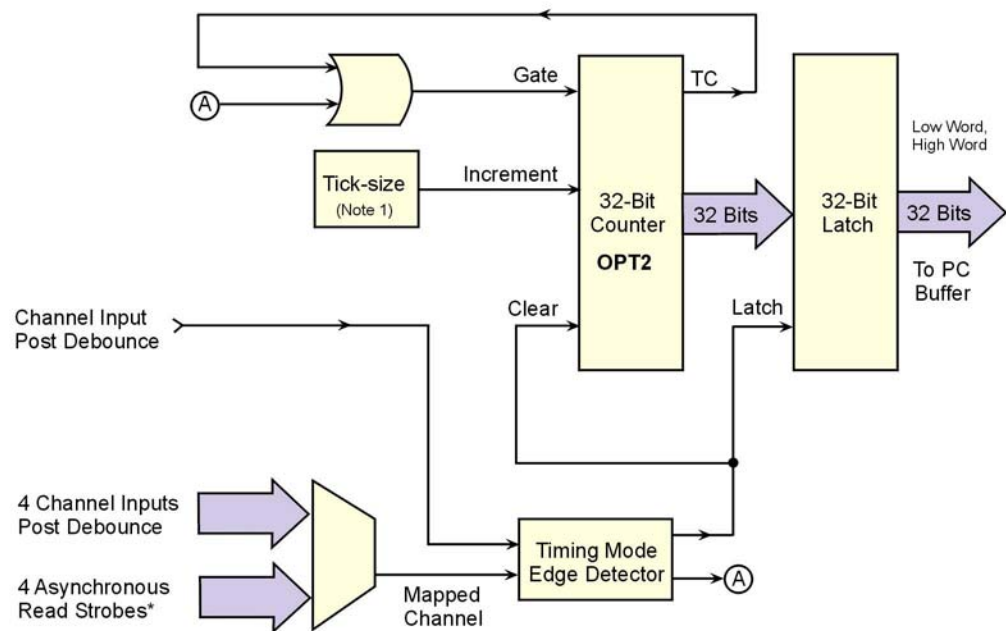 Gate
TC
A
Low Word,
High Word
Tick-size
(Note 1)
Increment
32-Bit
Counter
OPT2
32 Bits
32-Bit
Latch
32 Bits
To PC
Buffer
Channel Input
Post Debounce
Clear
Latch
4 Channel Inputs
Post Debounce
Timing Mode
Edge Detector
A
4 Asynchronous
Read Strobes*
Mapped
Channel